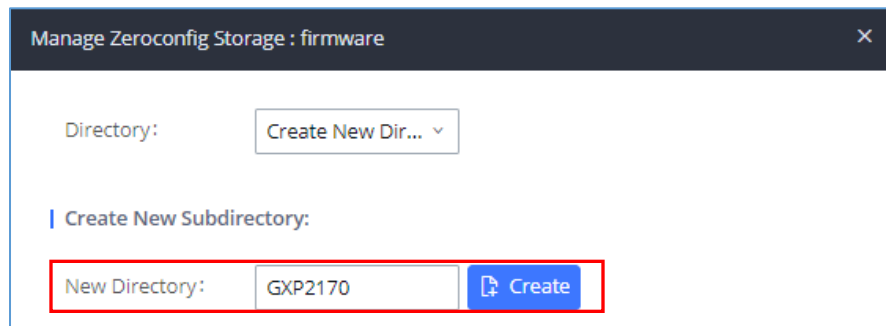 Manage Zeroconfig Storage : firmware
Directory: Create New Dir...
Create New Subdirectory:
New Directory: GXP2170 Create